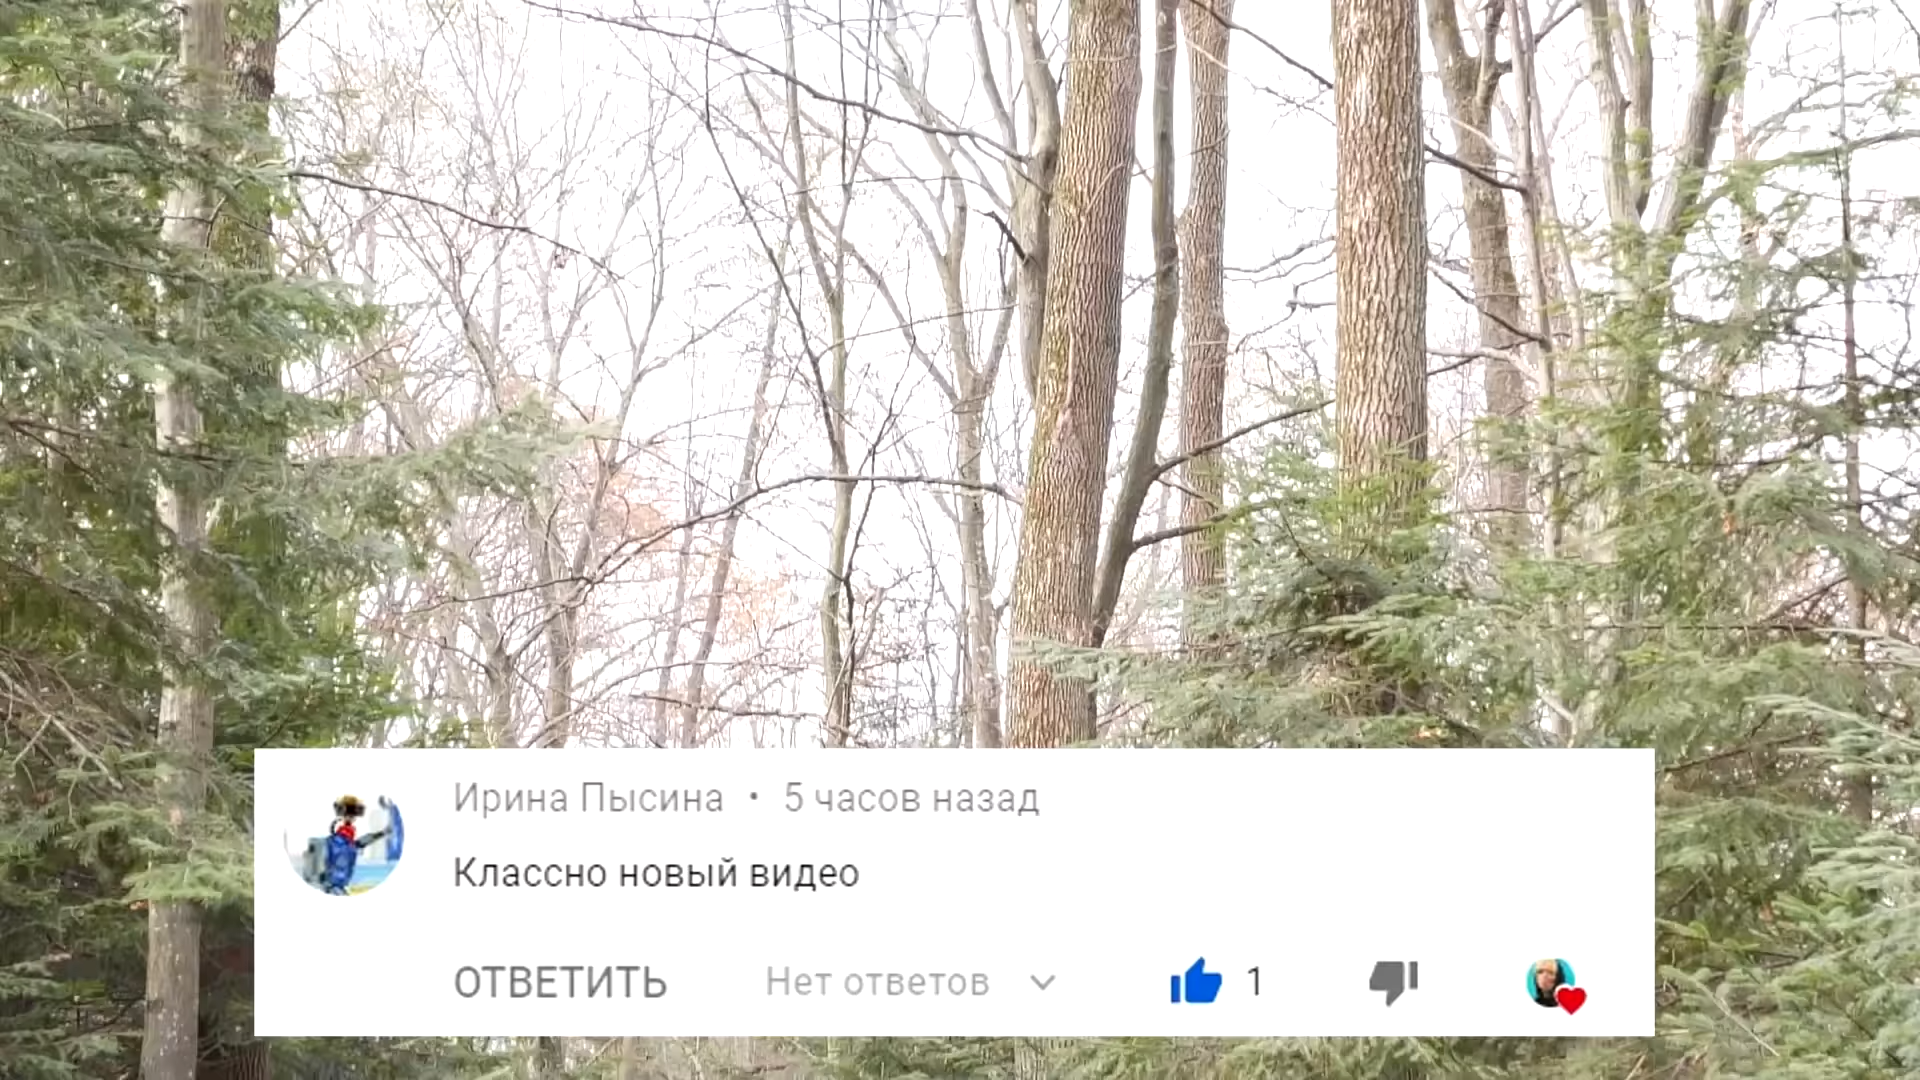 Ирина Пысина • 5 часов назад
Классно новый видео
ОТВЕТИТЬ Нет ответов 1